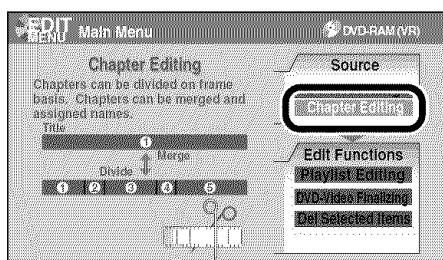 EDIT
MENU Main Menu
DVD-RAM (VR)
Chapter Editing
Chapters can be divided on frame
basis. Chapters can be merged and
assigned names.
Title
1
Merge
Divide
1 2 3 4 5
Source
Chapter Editing
Edit Functions
Playlist Editing
DVD-Video Finalizing
Del Selected Items